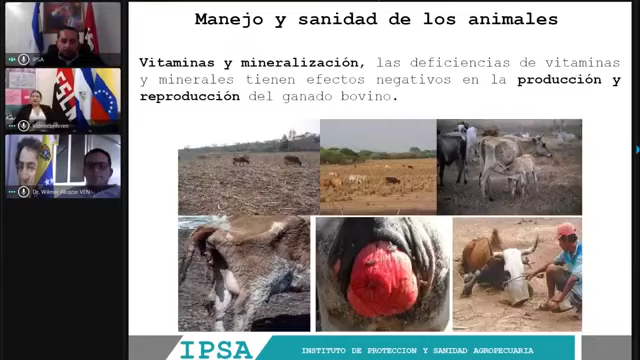 Manejo y sanidad de los animales
Vitaminas y mineralización, las deficiencias de vitaminas
y minerales tienen efectos negativos en la producción y
reproducción del ganado bovino.
IPSA
Videoconferen
Dr. Wilmer Alcazar VEN
IPSA
INSTITUTO DE PROTECCION Y SANIDAD AGROPECUARIA